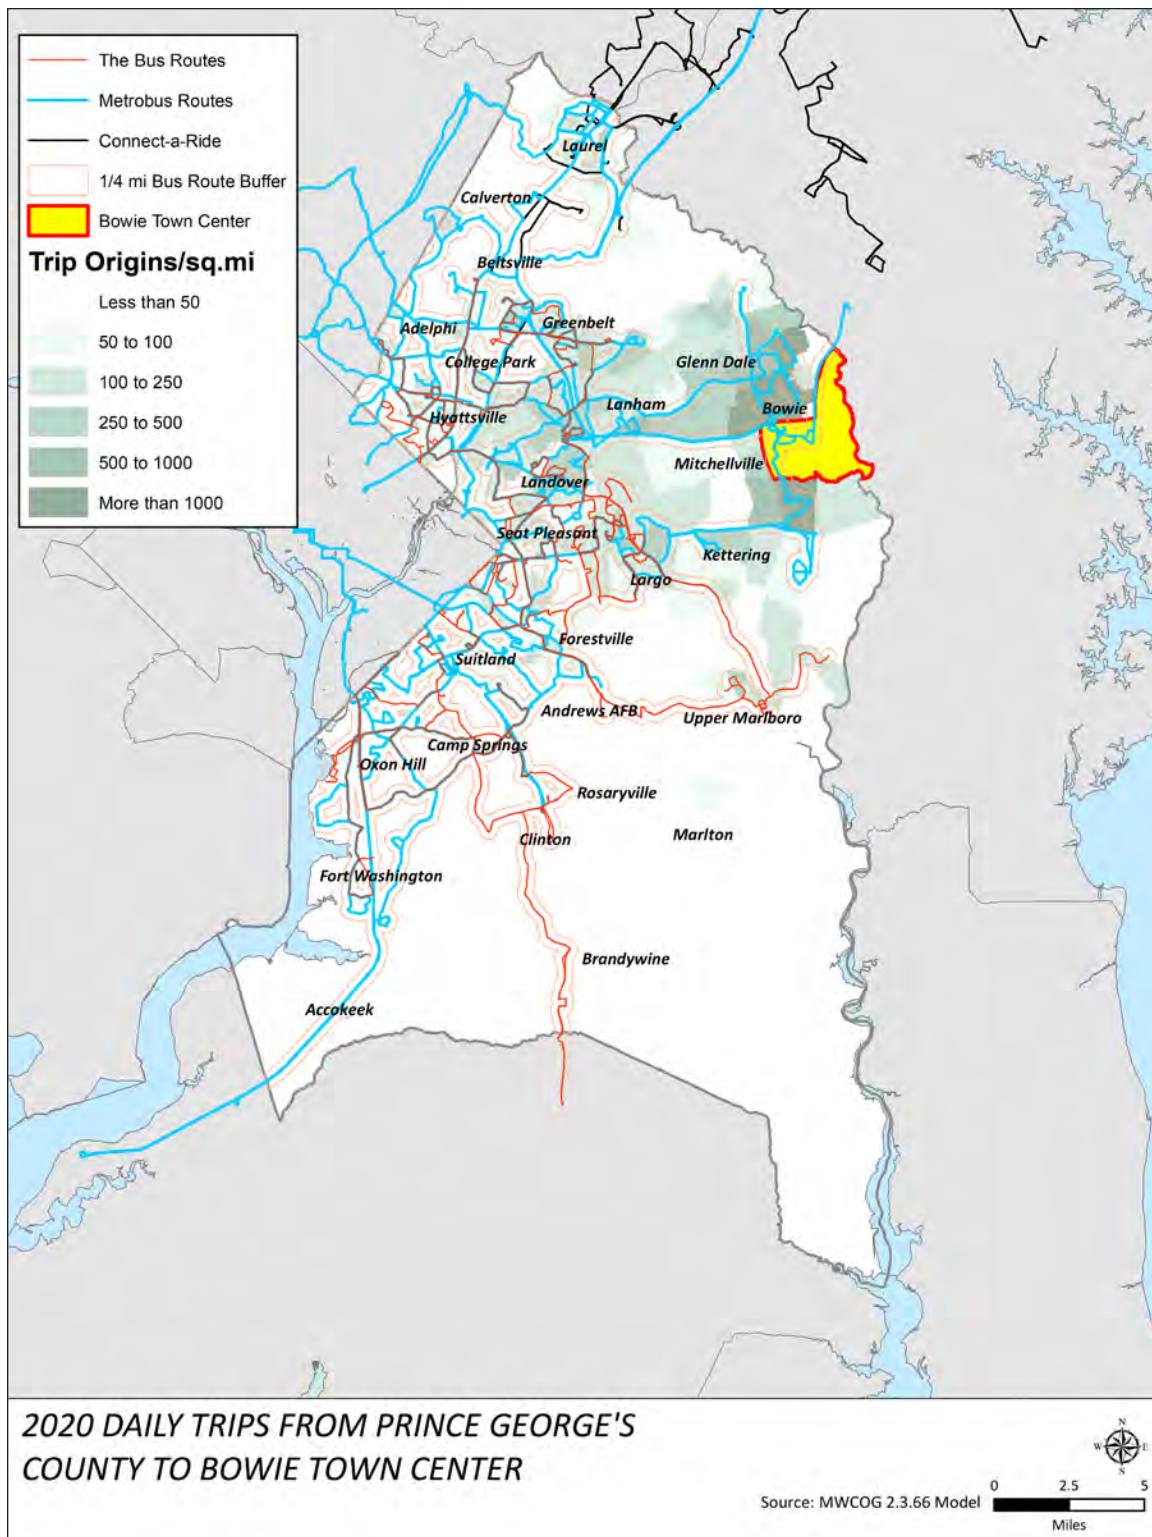 The Bus Routes
Metrobus Routes
Connect-a-Ride
1/4 mi Bus Route Buffer
Bowie Town Center
Trip Origins/sq.mi
Less than 50
50 to 100
100 to 250
250 to 500
500 to 1000
More than 1000
Laurel
Calverton
Beltsville
Adelphi
Greenbelt
College Park
Glenn Dale
Lanham
Bowie
Hyattsville
Mitchellville
Landover
Seat Pleasant
Kettering
Largo
Forestville
Suitland
Andrews AFB
Upper Marlboro
Camp Springs
Oxon Hill
Rosaryville
Clinton
Marlton
Fort Washington
Brandywine
Accokeek
2020 DAILY TRIPS FROM PRINCE GEORGE'S
COUNTY TO BOWIE TOWN CENTER
N
W E
S
0 2.5 5
Source: MWCOG 2.3.66 Model
Miles